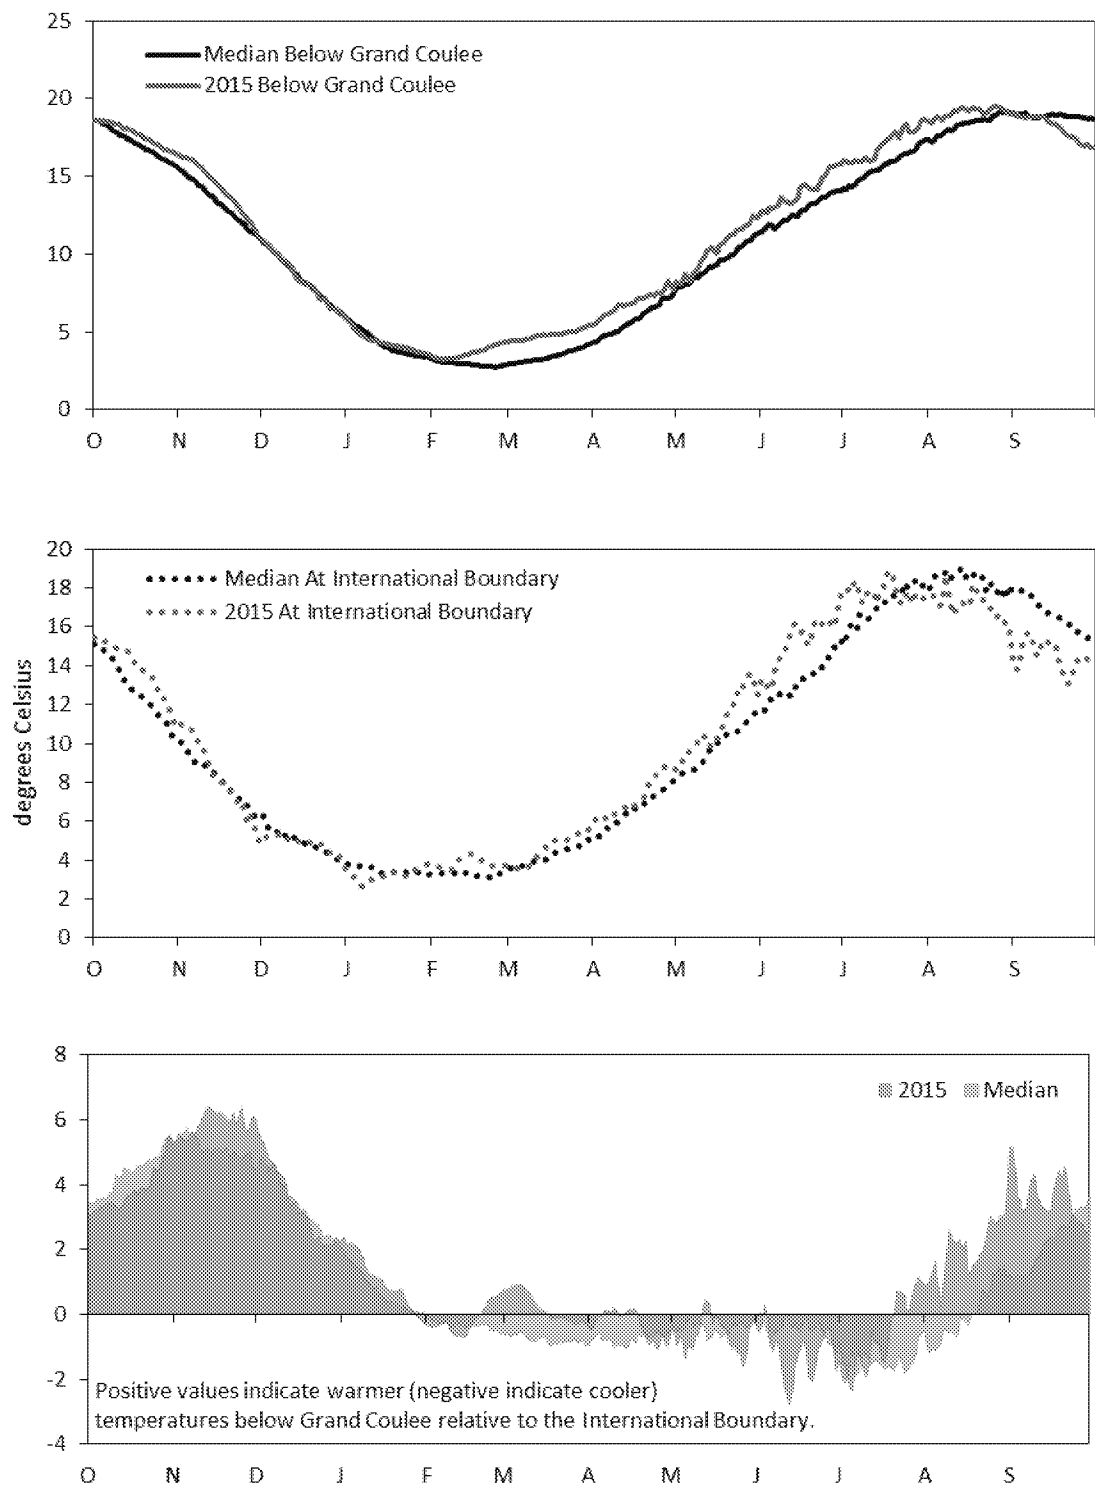 25
20
15
10
5
0
Median Below Grand Coulee
2015 Below Grand Coulee
O N D J F M A M J J A S
degrees Celsius
20
18
16
14
12
10
8
6
4
2
0
Median At International Boundary
2015 At International Boundary
O N D J F M A M J J A S
8
6
4
2
0
-2
-4
2015 Median
Positive values indicate warmer (negative indicate cooler)
temperatures below Grand Coulee relative to the International Boundary.
O N D J F M A M J J A S